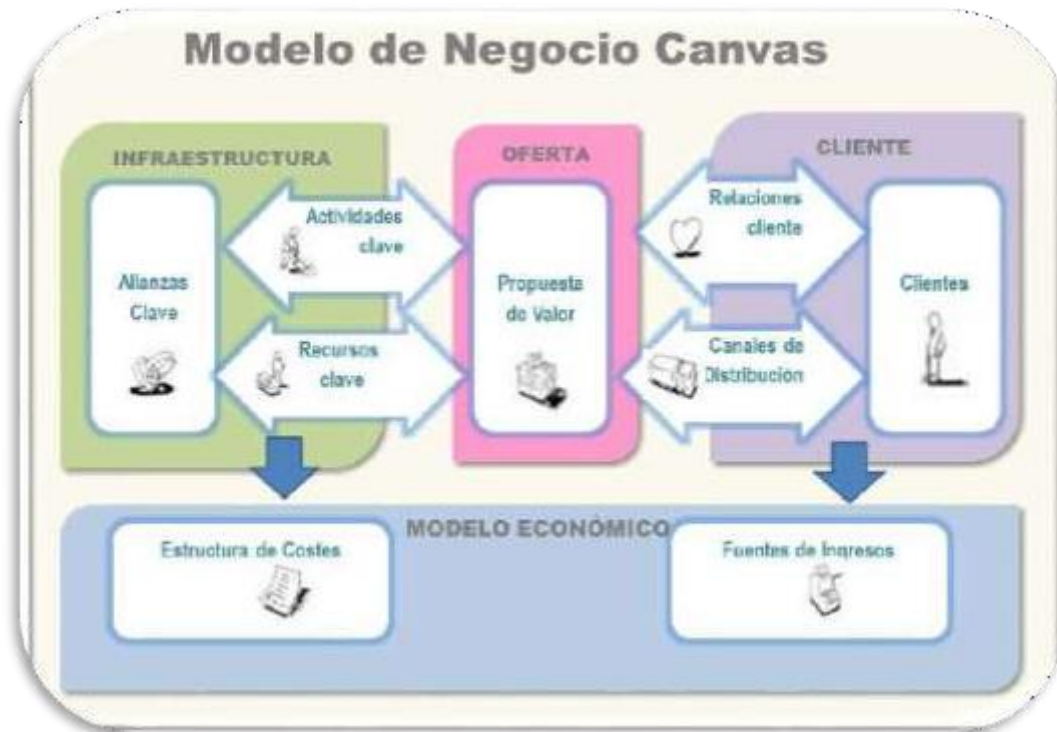 Modelo de Negocio Canvas
INFRAESTRUCTURA
OFERTA
CLIENTE
Alianzas
Clave
Actividades
clave
Recursos
clave
Propuesta
de Valor
Relaciones
cliente
Canales de
Distribución
Clientes
MODELO ECONÓMICO
Estructura de Costes
Fuentes de Ingresos